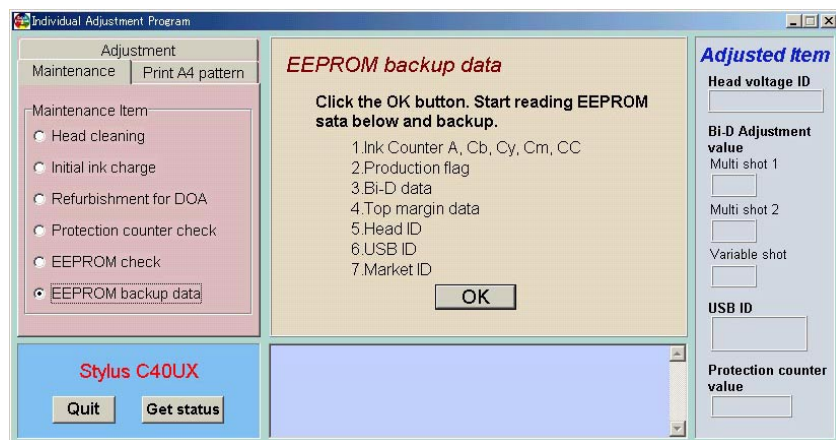 Individual Adjustment Program
Adjustment
Maintenance
Print A4 pattern
Maintenance Item
Head cleaning
Initial ink charge
Refurbishment for DOA
Protection counter check
EEPROM check
EEPROM backup data
Stylus C40UX
Quit
Get status
EEPROM backup data
Click the OK button. Start reading EEPROM
sata below and backup.
1.Ink Counter A, Cb, Cy, Cm, CC
2.Production flag
3.Bi-D data
4.Top margin data
5.Head ID
6.USB ID
7.Market ID
OK
Adjusted Item
Head voltage ID
Bi-D Adjustment
value
Multi shot 1
Multi shot 2
Variable shot
USB ID
Protection counter
value